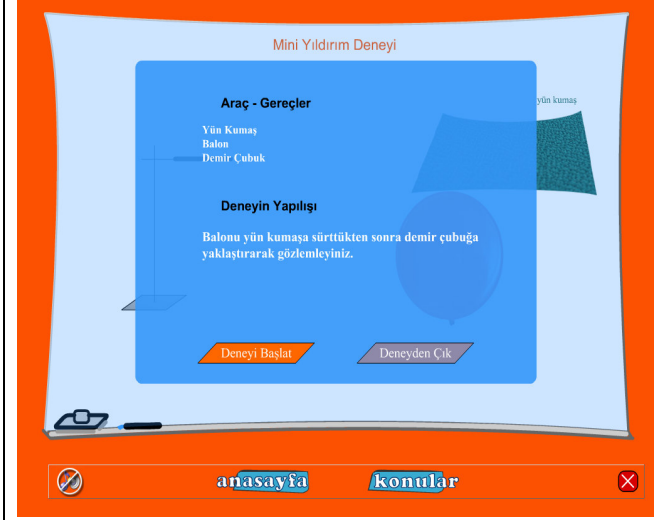 Mini Yıldırım Deneyi
Araç - Gereçler
yün kumaş
Yün Kumaş
Balon
Demir Çubuk
Deneyin Yapılışı
Balonu yün kumaşa sürttükten sonra demir çubuğa
yaklaştırarak gözlemleyiniz.
Deneyi Başlat
Deneyden Çık
anasayfa
konular